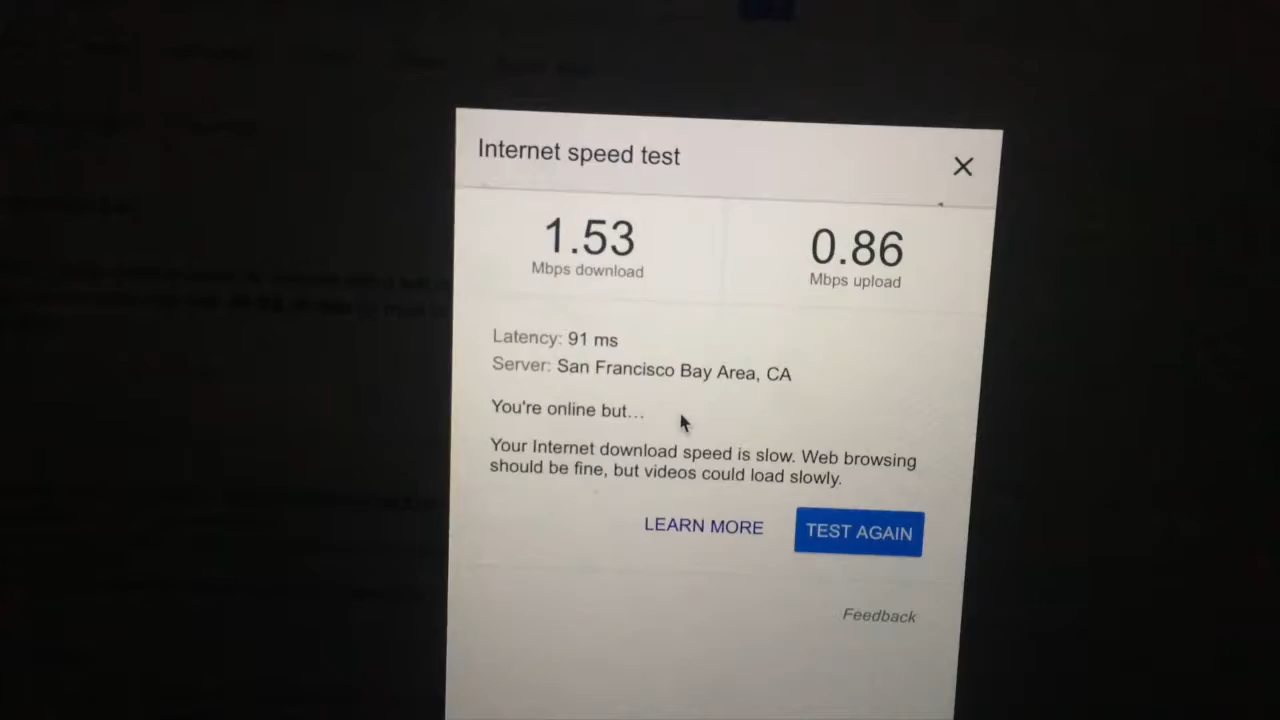 Internet speed test
1.53
Mbps download
0.86
Mbps upload
Latency: 91 ms
Server: San Francisco Bay Area, CA
You're online but...
Your Internet download speed is slow. Web browsing
should be fine, but videos could load slowly.
LEARN MORE
TEST AGAIN
Feedback